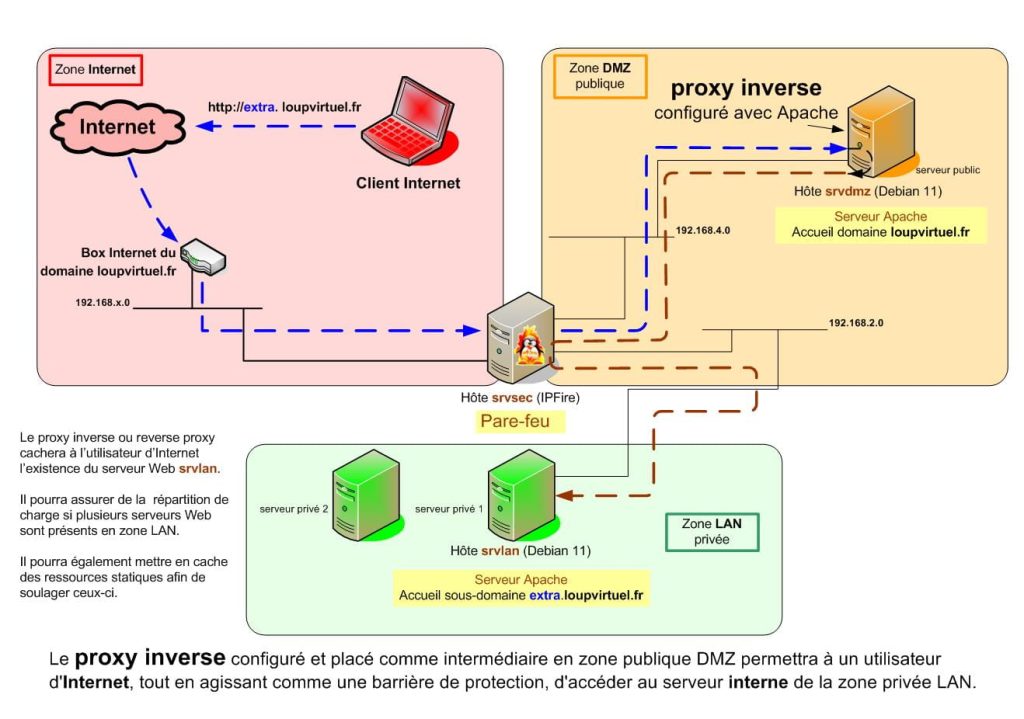 Zone Internet
http://extra. loupvirtuel.fr
Internet
Client Internet
Box Internet du
domaine loupvirtuel.fr
192.168.x.0
Zone DMZ
publique
proxy inverse
configuré avec Apache
serveur public
Hôte srvdmz (Debian 11)
Serveur Apache
Accueil domaine loupvirtuel.fr
192.168.4.0
192.168.2.0
Hôte srvsec (IPFire)
Pare-feu
Le proxy inverse ou reverse proxy
cachera à l'utilisateur d'Internet
l'existence du serveur Web srvlan.
Il pourra assurer de la répartition de
charge si plusieurs serveurs Web
sont présents en zone LAN.
Il pourra également mettre en cache
des ressources statiques afin de
soulager ceux-ci.
serveur privé 2
serveur privé 1
Zone LAN
privée
Hôte srvlan (Debian 11)
Serveur Apache
Accueil sous-domaine extra.loupvirtuel.fr
Le proxy inverse configuré et placé comme intermédiaire en zone publique DMZ permettra à un utilisateur
d'Internet, tout en agissant comme une barrière de protection, d'accéder au serveur interne de la zone privée LAN.